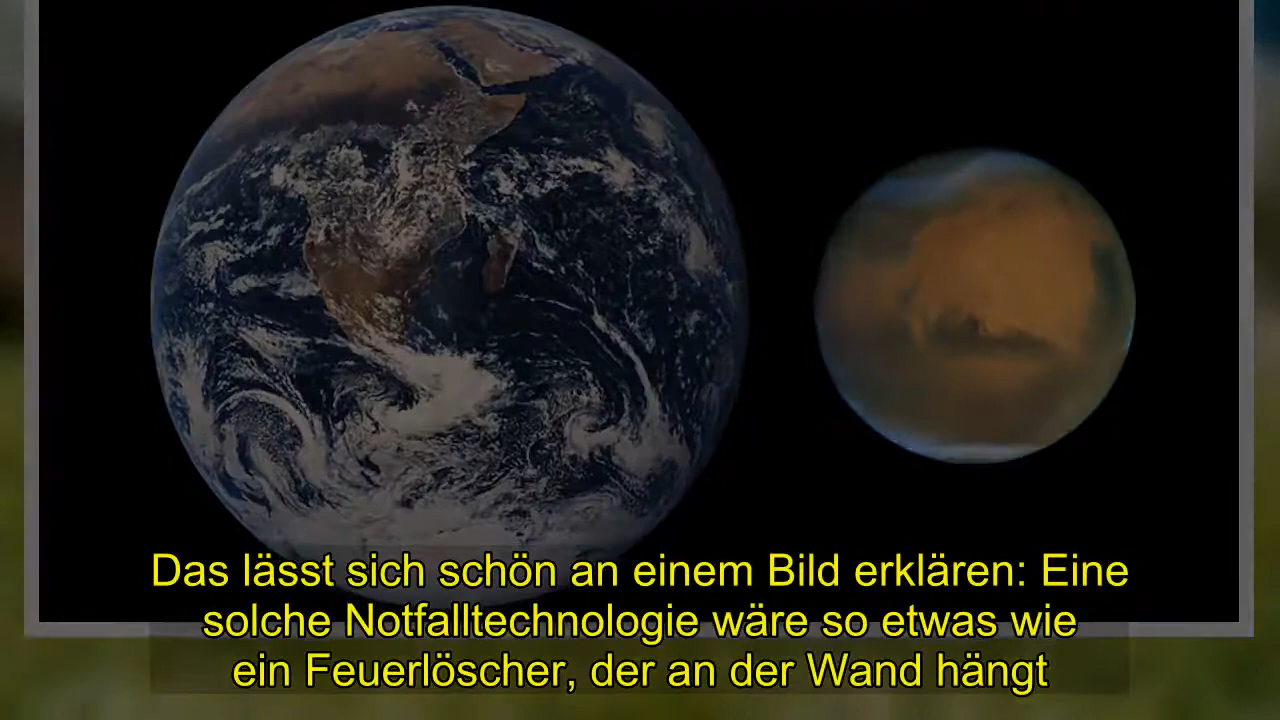 Das lässt sich schön an einem Bild erklären: Eine
solche Notfalltechnologie wäre so etwas wie
ein Feuerlöscher, der an der Wand hängt